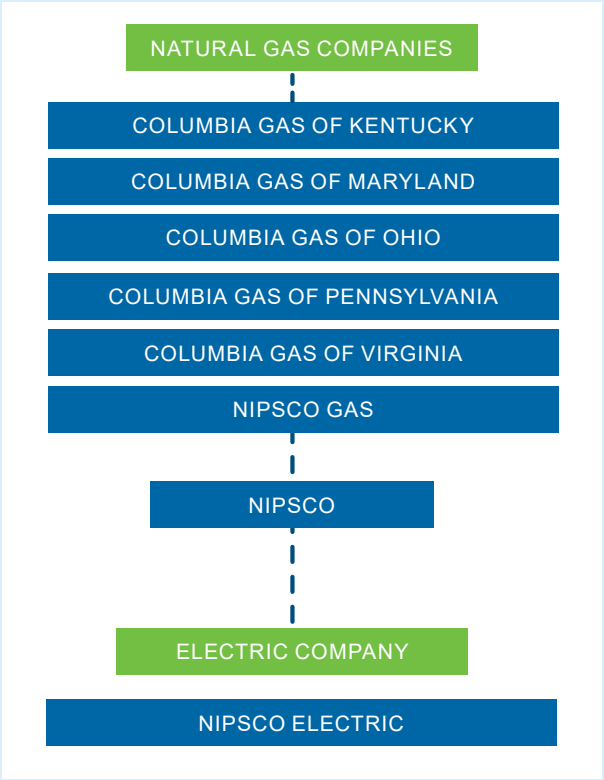 NATURAL GAS COMPANIES
COLUMBIA GAS OF KENTUCKY
COLUMBIA GAS OF MARYLAND
COLUMBIA GAS OF OHIO
COLUMBIA GAS OF PENNSYLVANIA
COLUMBIA GAS OF VIRGINIA
NIPSCO GAS
NIPSCO
ELECTRIC COMPANY
NIPSCO ELECTRIC